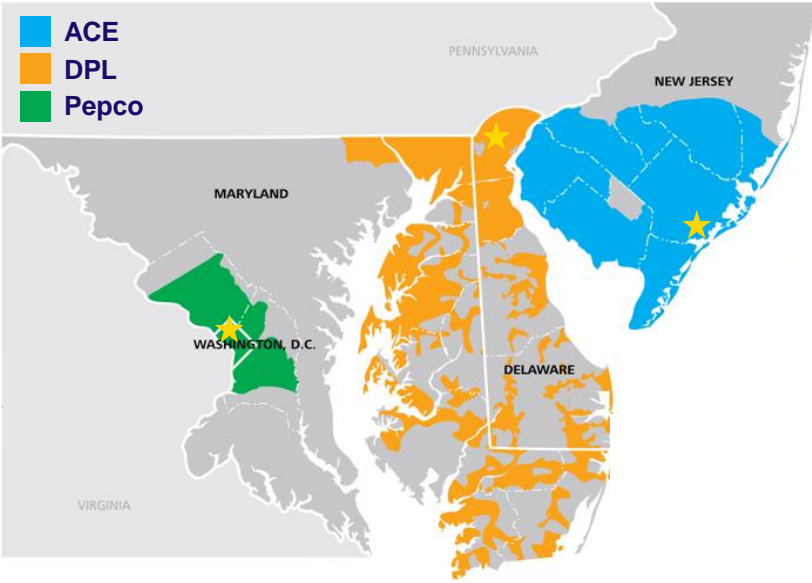 ACE
DPL
Pepco
PENNSYLVANIA
NEW JERSEY
MARYLAND
WASHINGTON, D.C.
DELAWARE
VIRGINIA